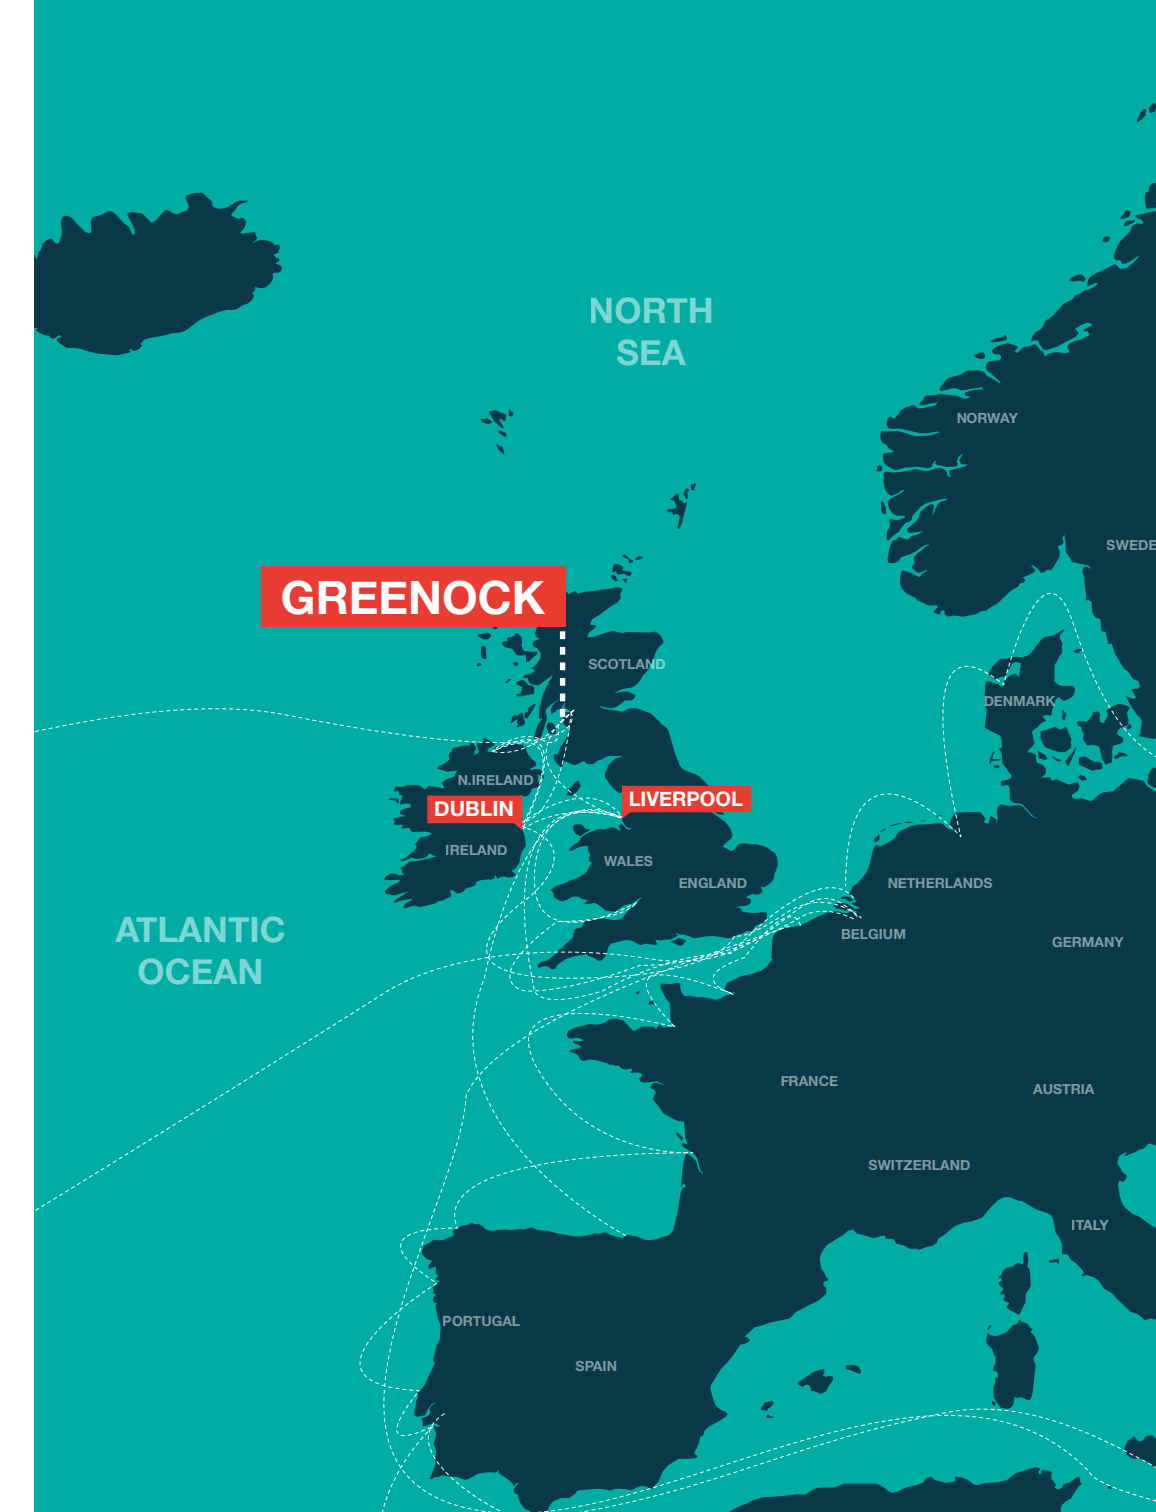 NORTH
SEA
NORWAY
SWEDE
GREENOCK
SCOTLAND
DENMARK
N.IRELAND
DUBLIN
LIVERPOOL
IRELAND
WALES
ENGLAND
NETHERLANDS
ATLANTIC
OCEAN
BELGIUM
GERMANY
FRANCE
AUSTRIA
SWITZERLAND
ITALY
PORTUGAL
SPAIN